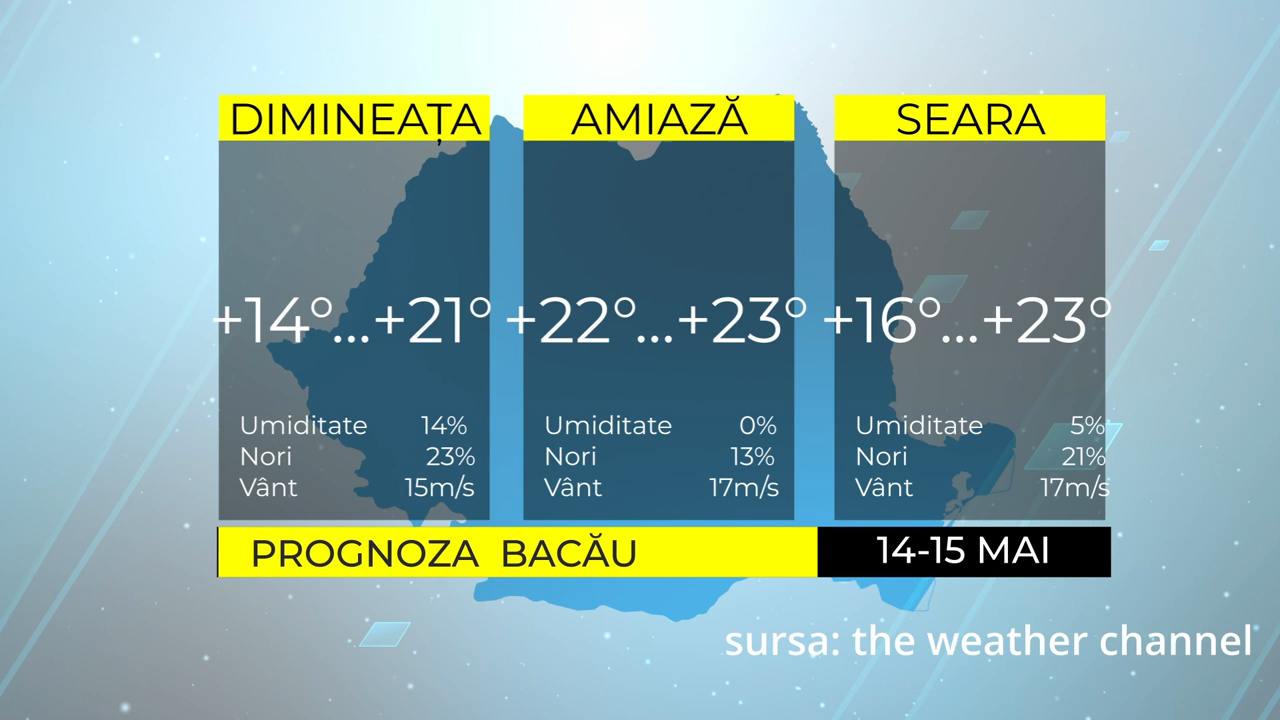 DIMINEAȚA
+14°...+21°
Umiditate 14%
Nori 23%
Vânt 15m/s
AMIAZĂ
+22°...+23°
Umiditate 0%
Nori 13%
Vânt 17m/s
SEARA
+16°...+23°
Umiditate 5%
Nori 21%
Vânt 17m/s
PROGNOZA BACĂU
14-15 MAI
sursa: the weather channel